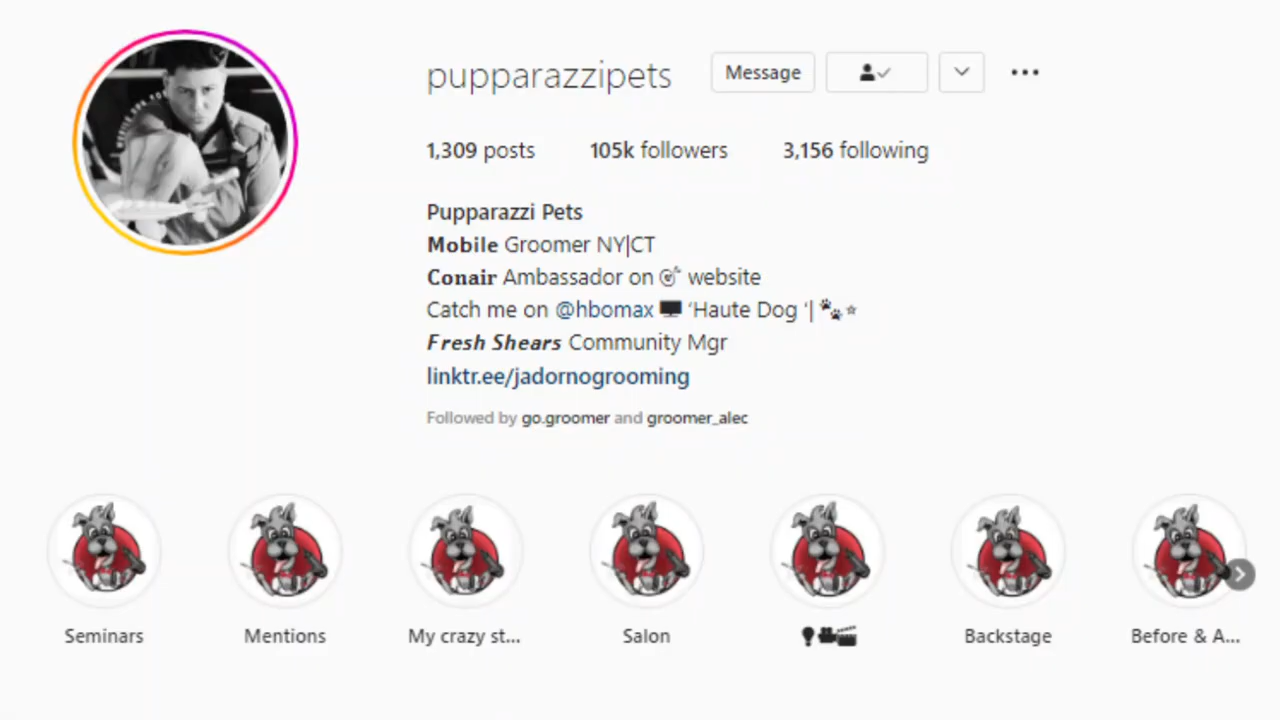 pupparazzipets Message
1,309 posts 105k followers 3,156 following
Pupparazzi Pets
Mobile Groomer NY|CT
Conair Ambassador on website
Catch me on @hbomax 🖥 ‘Haute Dog ‘| 🐾⭐
Fresh Shears Community Mgr
linktr.ee/jadornogrooming
Followed by go.groomer and groomer_alec
Seminars Mentions My crazy st... Salon 💡🎥🎬 Backstage Before & A...